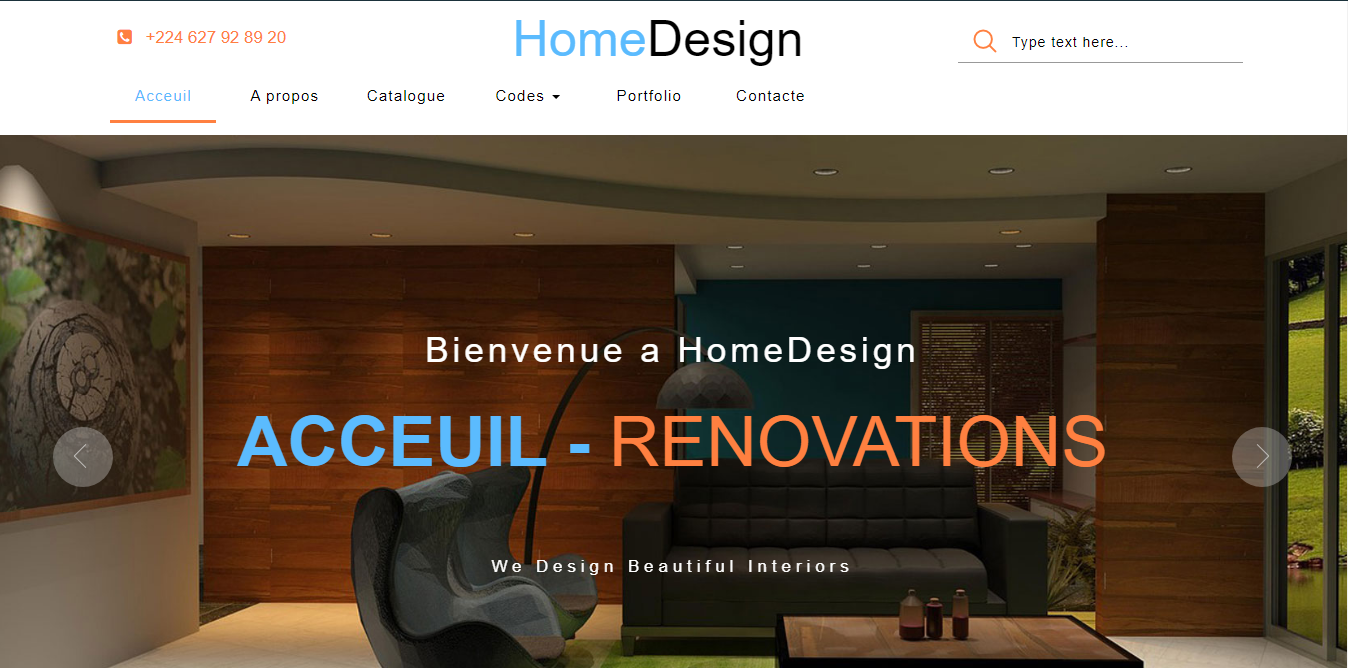 +224 627 92 89 20
HomeDesign
Type text here...
Acceuil A propos Catalogue Codes Portfolio Contacte
Bienvenue a HomeDesign
ACCEUIL - RENOVATIONS
We Design Beautiful Interiors